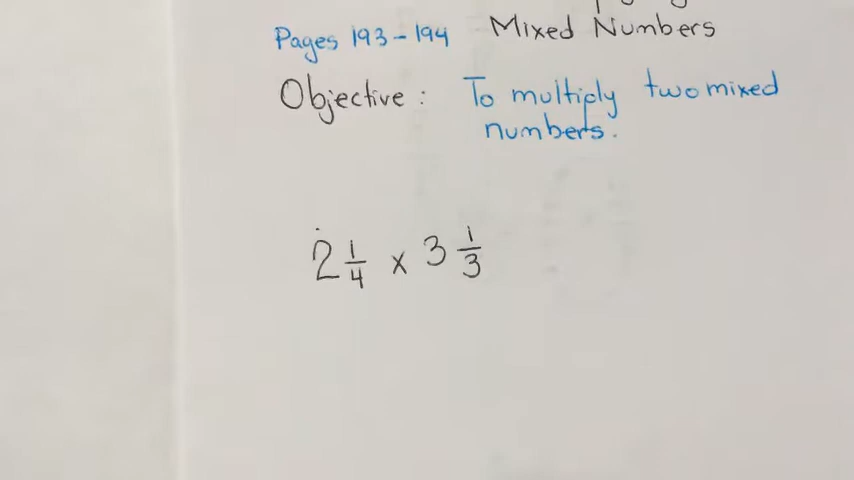 Pages 193-194 Mixed Numbers
Objective: To multiply two mixed
numbers.
2 1/4 x 3 1/3